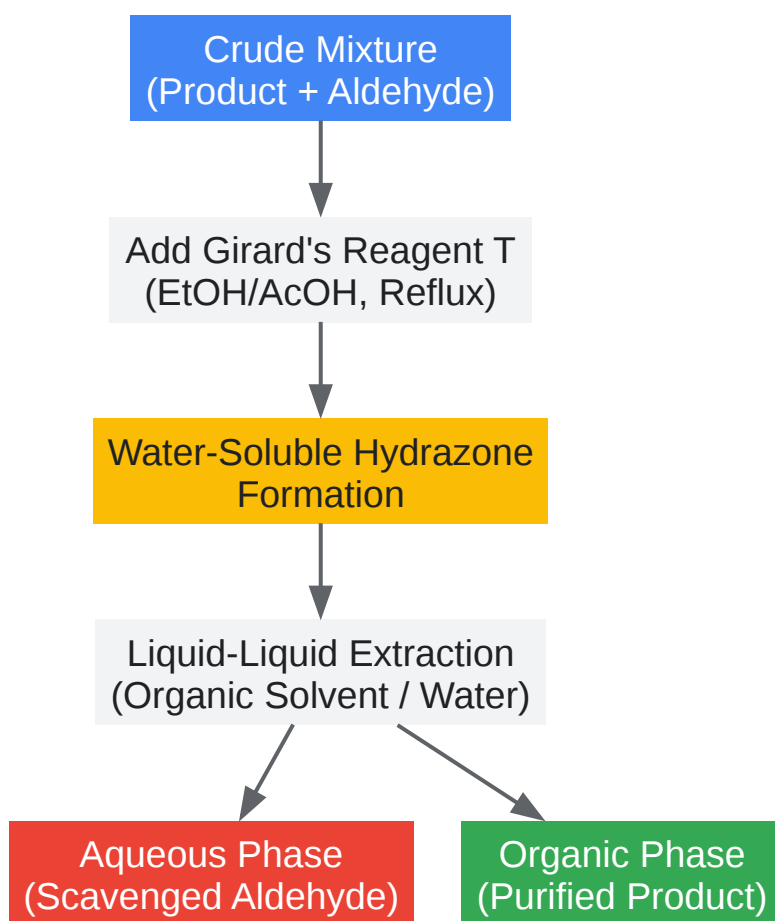 Crude Mixture
(Product + Aldehyde)
Add Girard's Reagent T
(EtOH/AcOH, Reflux)
Water-Soluble Hydrazone
Formation
Liquid-Liquid Extraction
(Organic Solvent / Water)
Aqueous Phase
(Scavenged Aldehyde)
Organic Phase
(Purified Product)